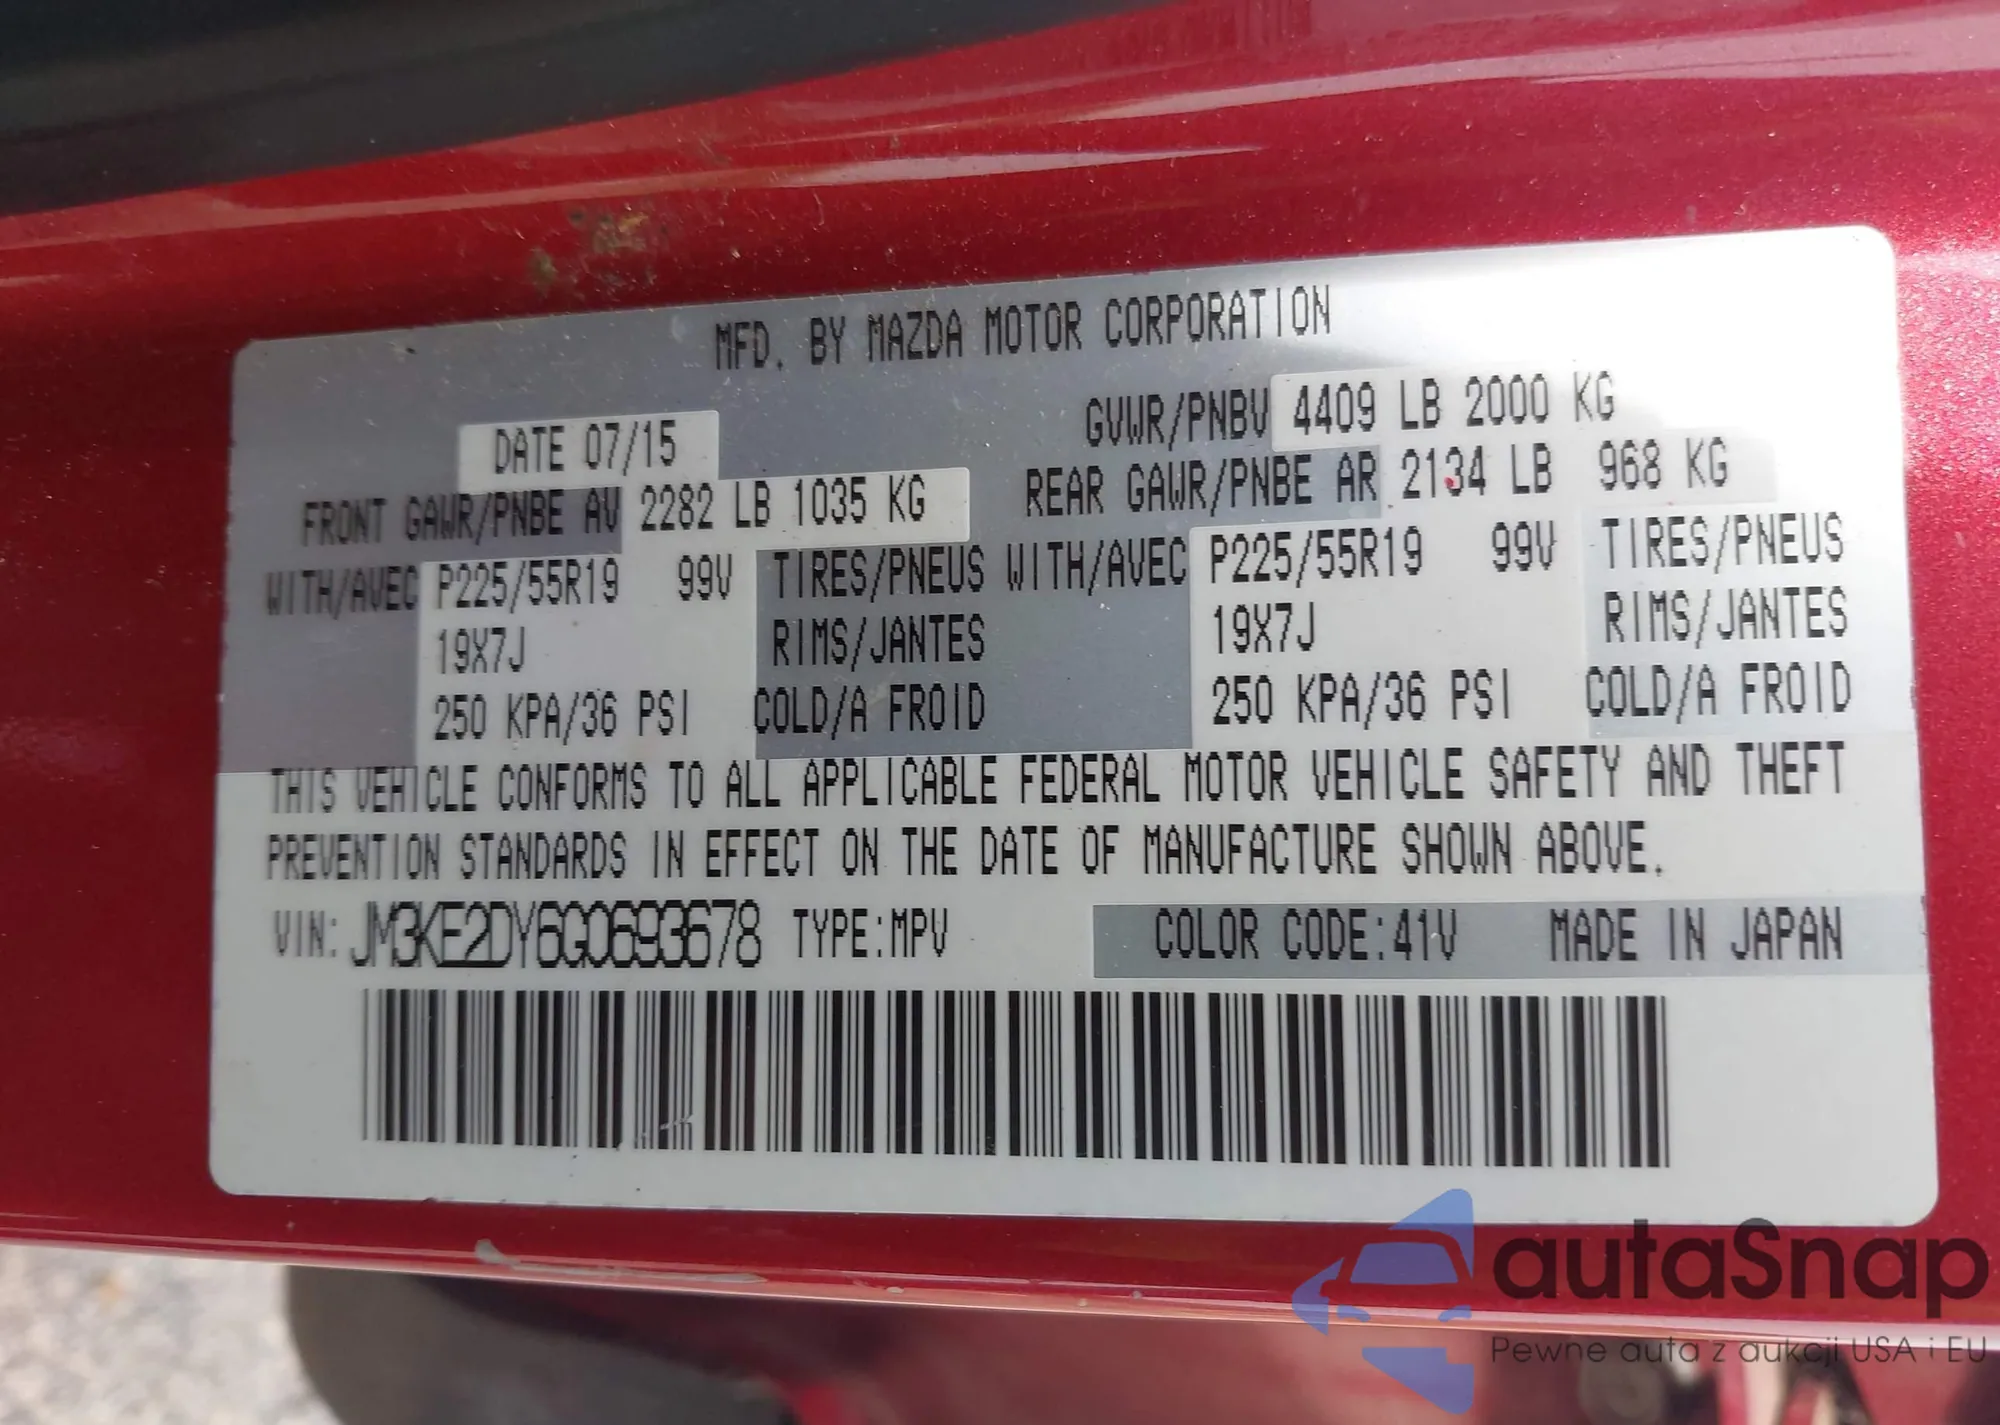 MFD. BY MAZDA MOTOR CORPORATION
DATE 07/15
GVWR/PNBV 4409 LB 2000 KG
FRONT GAWR/PNBE AV 2282 LB 1035 KG
REAR GAWR/PNBE AR 2134 LB 968 KG
WITH/AVEC P225/55R19 99V TIRES/PNEUS WITH/AVEC P225/55R19 99V TIRES/PNEUS
19X7J RIMS/JANTES 19X7J RIMS/JANTES
250 KPA/36 PSI COLD/A FROID 250 KPA/36 PSI COLD/A FROID
THIS VEHICLE CONFORMS TO ALL APPLICABLE FEDERAL MOTOR VEHICLE SAFETY AND THEFT
PREVENTION STANDARDS IN EFFECT ON THE DATE OF MANUFACTURE SHOWN ABOVE.
VIN: JM3KE2DY6G0693678 TYPE:MPV COLOR CODE:41V MADE IN JAPAN
autaSnap
Pewne auta z aukcji USA i EU